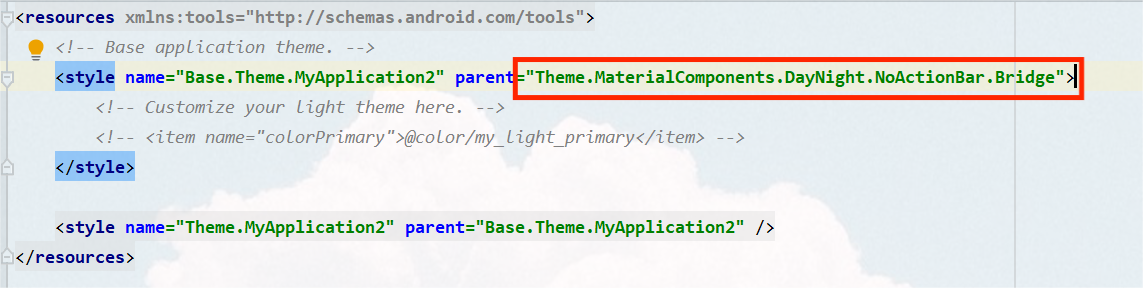 <resources xmlns:tools="http://schemas.android.com/tools">
<!-- Base application theme. -->
<style name="Base.Theme.MyApplication2" parent="Theme.MaterialComponents.DayNight.NoActionBar.Bridge">
<!-- Customize your light theme here. -->
<!-- <item name="colorPrimary">@color/my_light_primary</item> -->
</style>
<style name="Theme.MyApplication2" parent="Base.Theme.MyApplication2" />
</resources>